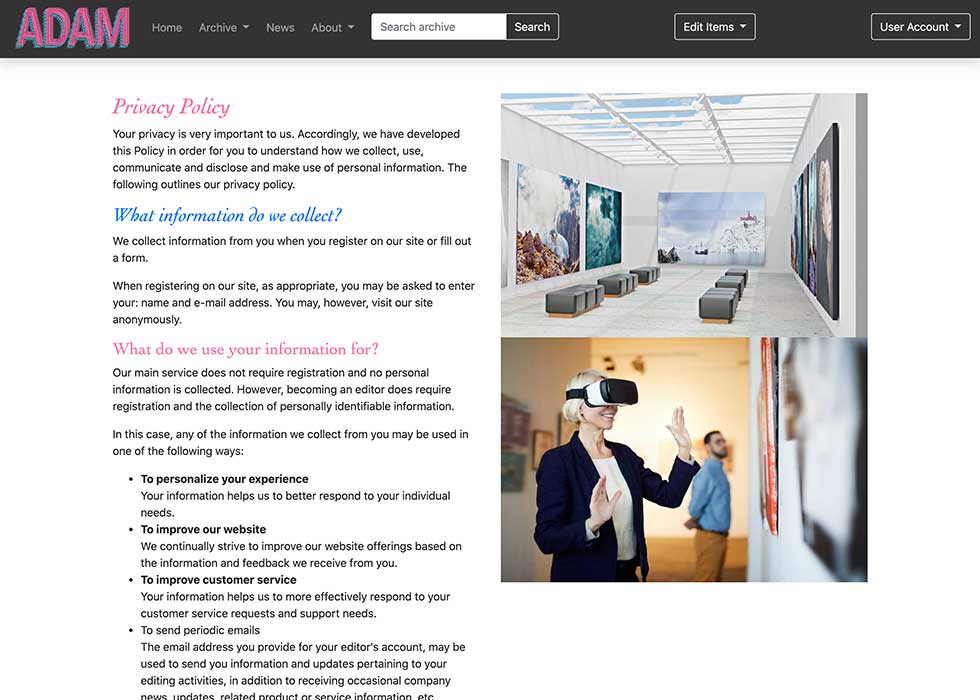 ADAM
Home Archive News About Search archive Search Edit Items User Account
Privacy Policy
Your privacy is very important to us. Accordingly, we have developed
this Policy in order for you to understand how we collect, use,
communicate and disclose and make use of personal information. The
following outlines our privacy policy.
What information do we collect?
We collect information from you when you register on our site or fill out
a form.
When registering on our site, as appropriate, you may be asked to enter
your: name and e-mail address. You may, however, visit our site
anonymously.
What do we use your information for?
Our main service does not require registration and no personal
information is collected. However, becoming an editor does require
registration and the collection of personally identifiable information.
In this case, any of the information we collect from you may be used in
one of the following ways:
• To personalize your experience
Your information helps us to better respond to your individual
needs.
• To improve our website
We continually strive to improve our website offerings based on
the information and feedback we receive from you.
• To improve customer service
Your information helps us to more effectively respond to your
customer service requests and support needs.
• To send periodic emails
The email address you provide for your editor's account, may be
used to send you information and updates pertaining to your
editing activities, in addition to receiving occasional company
news, updates, related product or service information, etc.